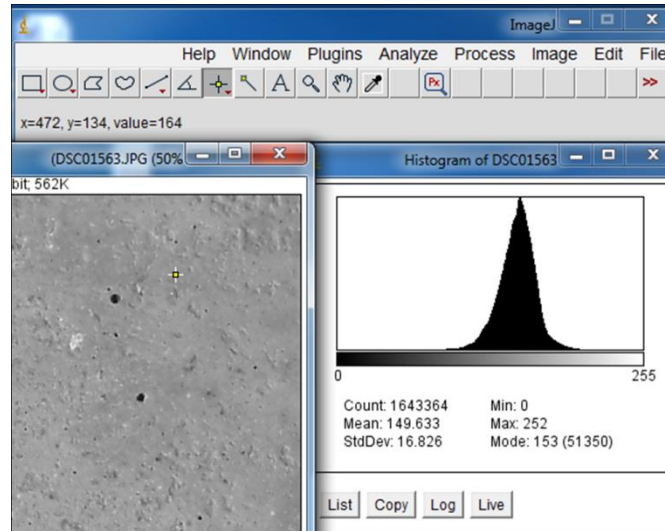 ImageJ
Help Window Plugins Analyze Process Image Edit File
A Px >>
x=472, y=134, value=164
(DSC01563.JPG (50%
bit; 562K
Histogram of DSC01563
0 255
Count: 1643364 Min: 0
Mean: 149.633 Max: 252
StdDev: 16.826 Mode: 153 (51350)
List Copy Log Live